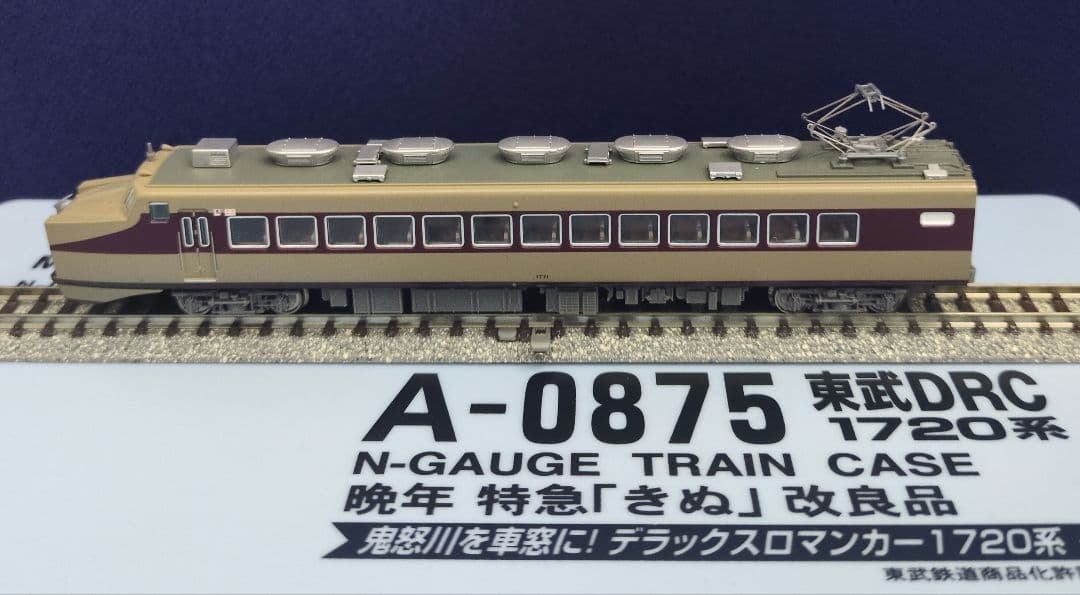 1771
A-0875 東武DRC
1720系
N-GAUGE TRAIN CASE
晩年 特急「きぬ」改良品
鬼怒川を車窓に!デラックスロマンカー1720系
東武鉄道商品化許